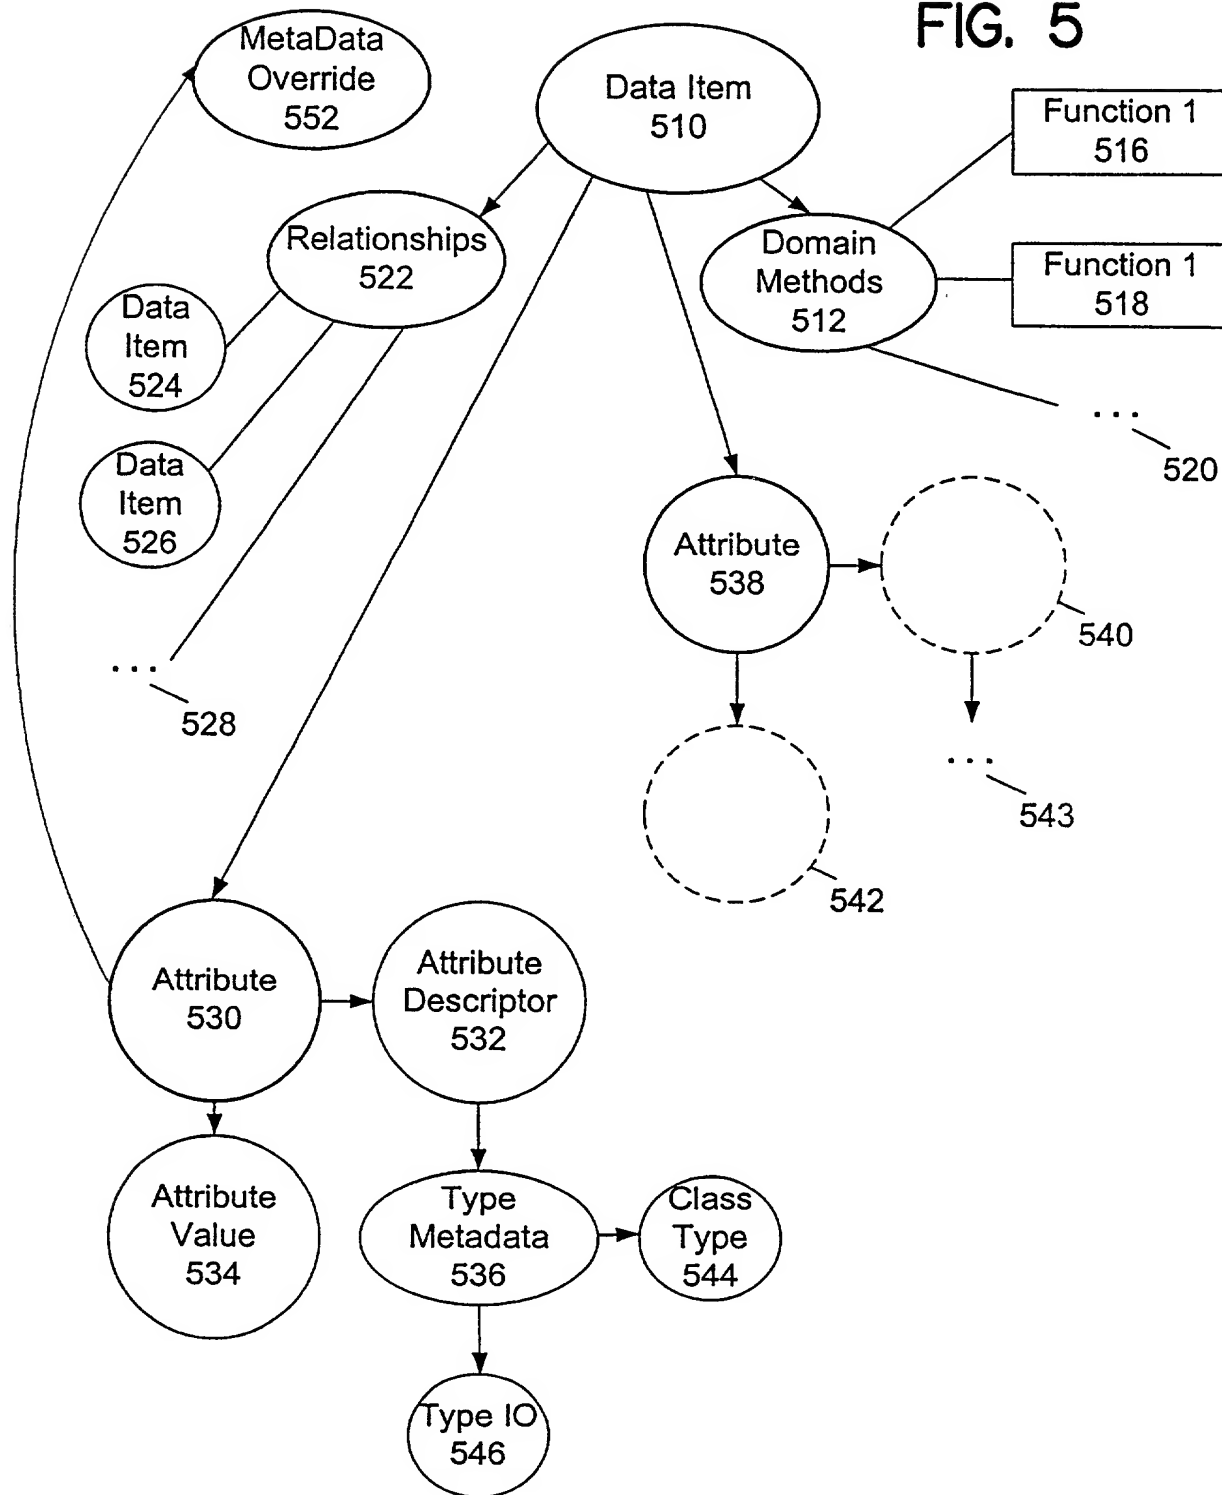 FIG. 5
MetaData
Override
552
Data Item
510
Function 1
516
Relationships
522
Domain
Methods
512
Function 1
518
Data
Item
524
...
520
Data
Item
526
Attribute
538
540
...
528
...
543
542
Attribute
530
Attribute
Descriptor
532
Attribute
Value
534
Type
Metadata
536
Class
Type
544
Type IO
546